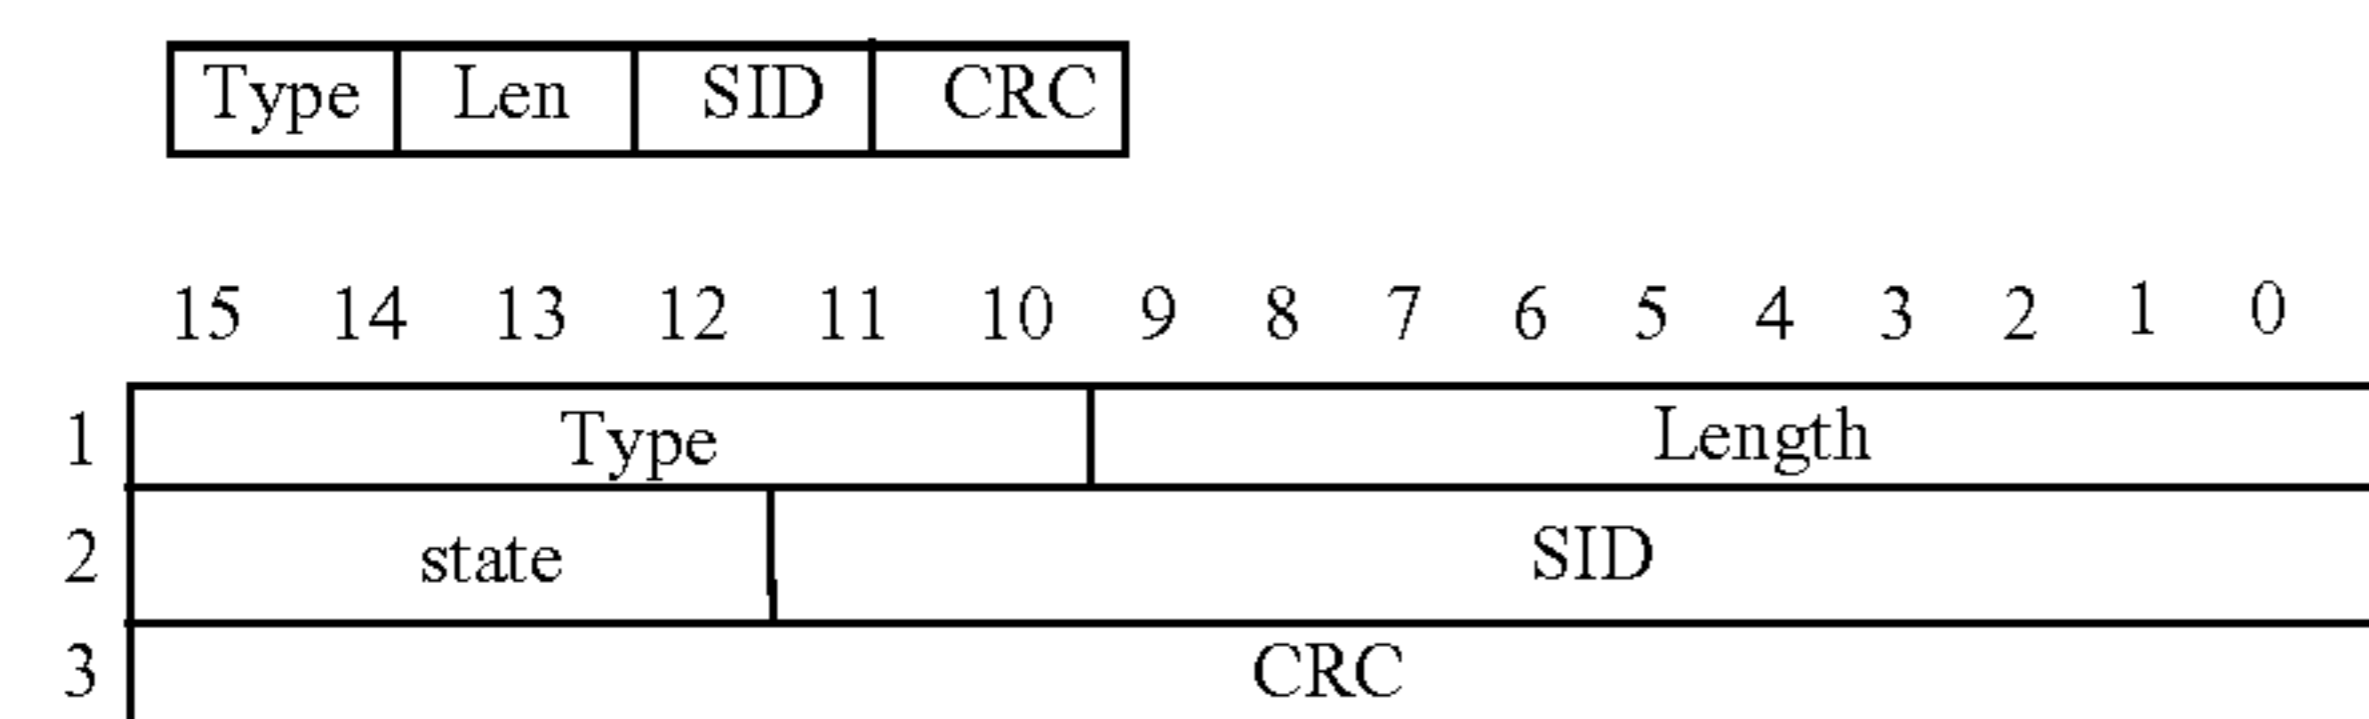 Type Len SID CRC
15 14 13 12 11 10 9 8 7 6 5 4 3 2 1 0
1 Type Length
2 state SID
3 CRC